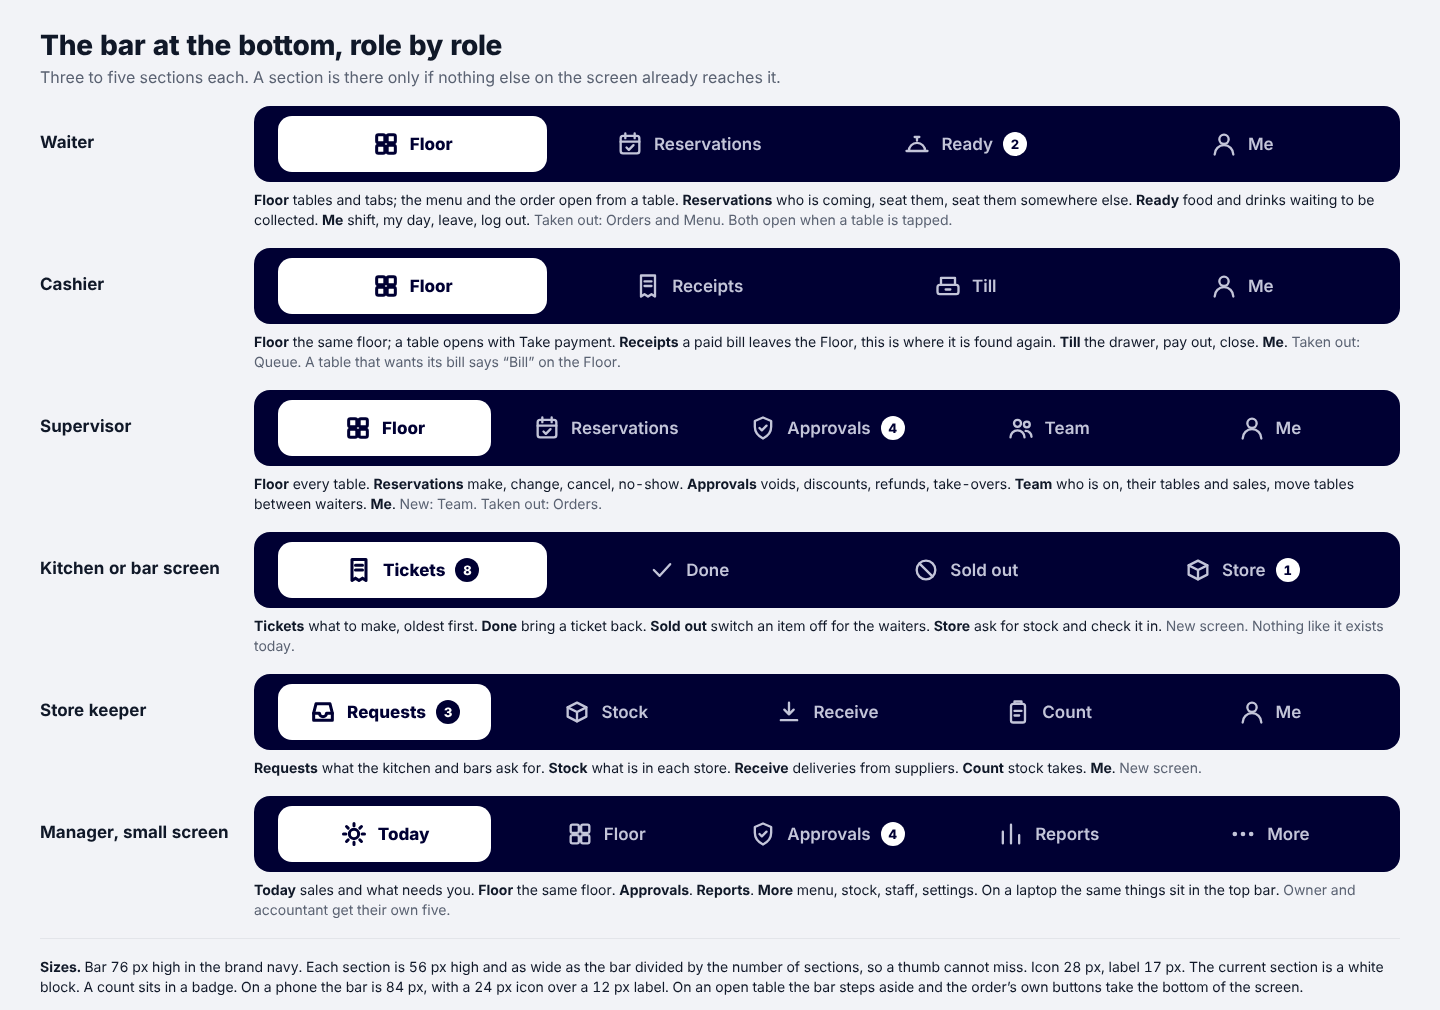 The bar at the bottom, role by role
Three to five sections each. A section is there only if nothing else on the screen already reaches it.
Waiter
Floor
Reservations
Ready 2
Me
Floor tables and tabs; the menu and the order open from a table. Reservations who is coming, seat them, seat them somewhere else. Ready food and drinks waiting to be
collected. Me shift, my day, leave, log out. Taken out: Orders and Menu. Both open when a table is tapped.
Cashier
Floor
Receipts
Till
Me
Floor the same floor; a table opens with Take payment. Receipts a paid bill leaves the Floor, this is where it is found again. Till the drawer, pay out, close. Me. Taken out:
Queue. A table that wants its bill says “Bill” on the Floor.
Supervisor
Floor
Reservations
Approvals 4
Team
Me
Floor every table. Reservations make, change, cancel, no-show. Approvals voids, discounts, refunds, take-overs. Team who is on, their tables and sales, move tables
between waiters. Me. New: Team. Taken out: Orders.
Kitchen or bar screen
Tickets 8
Done
Sold out
Store 1
Tickets what to make, oldest first. Done bring a ticket back. Sold out switch an item off for the waiters. Store ask for stock and check it in. New screen. Nothing like it exists
today.
Store keeper
Requests 3
Stock
Receive
Count
Me
Requests what the kitchen and bars ask for. Stock what is in each store. Receive deliveries from suppliers. Count stock takes. Me. New screen.
Manager, small screen
Today
Floor
Approvals 4
Reports
More
Today sales and what needs you. Floor the same floor. Approvals. Reports. More menu, stock, staff, settings. On a laptop the same things sit in the top bar. Owner and
accountant get their own five.
Sizes. Bar 76 px high in the brand navy. Each section is 56 px high and as wide as the bar divided by the number of sections, so a thumb cannot miss. Icon 28 px, label 17 px. The current section is a white
block. A count sits in a badge. On a phone the bar is 84 px, with a 24 px icon over a 12 px label. On an open table the bar steps aside and the order’s own buttons take the bottom of the screen.